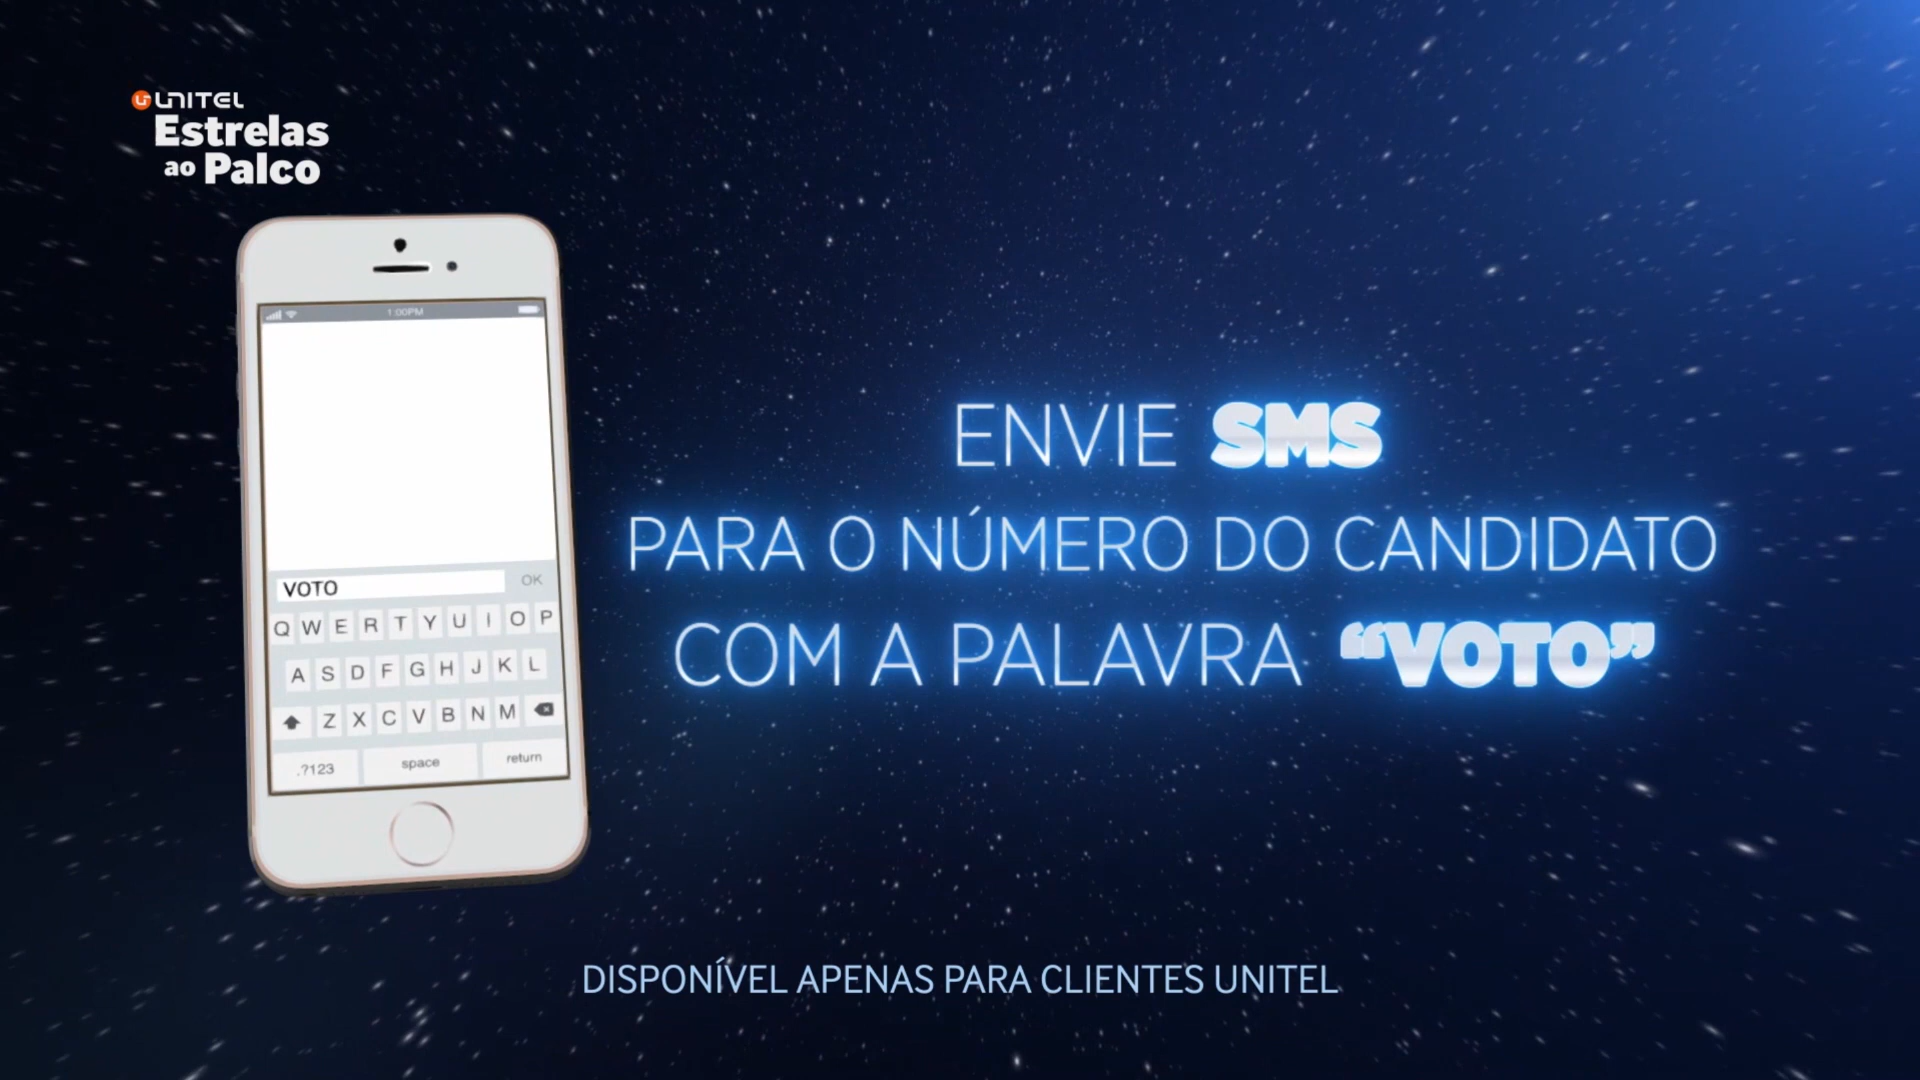 UNITEL
Estrelas
ao Palco
1:00PM
ENVIE SMS
PARA O NÚMERO DO CANDIDATO
COM A PALAVRA “VOTO”
VOTO OK
Q W E R T Y U I O P
A S D F G H J K L
Z X C V B N M
.?123 space return
DISPONÍVEL APENAS PARA CLIENTES UNITEL